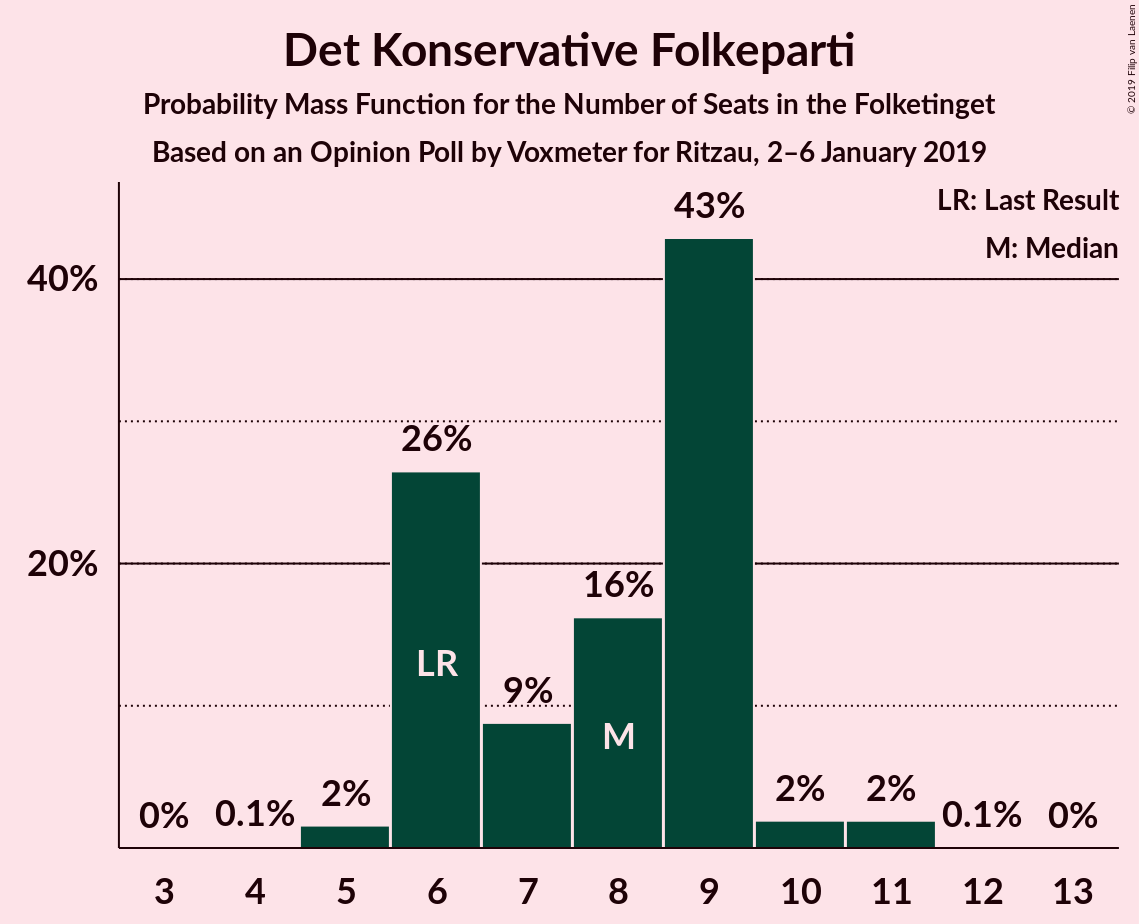 Det Konservative Folkeparti
Probability Mass Function for the Number of Seats in the Folketinget
Based on an Opinion Poll by Voxmeter for Ritzau, 2–6 January 2019
© 2019 Filip van Laenen
LR: Last Result
M: Median
43%
40%
26%
20%
16%
LR
9%
M
0%
0.1%
2%
2%
2%
0.1%
0%
3 4 5 6 7 8 9 10 11 12 13